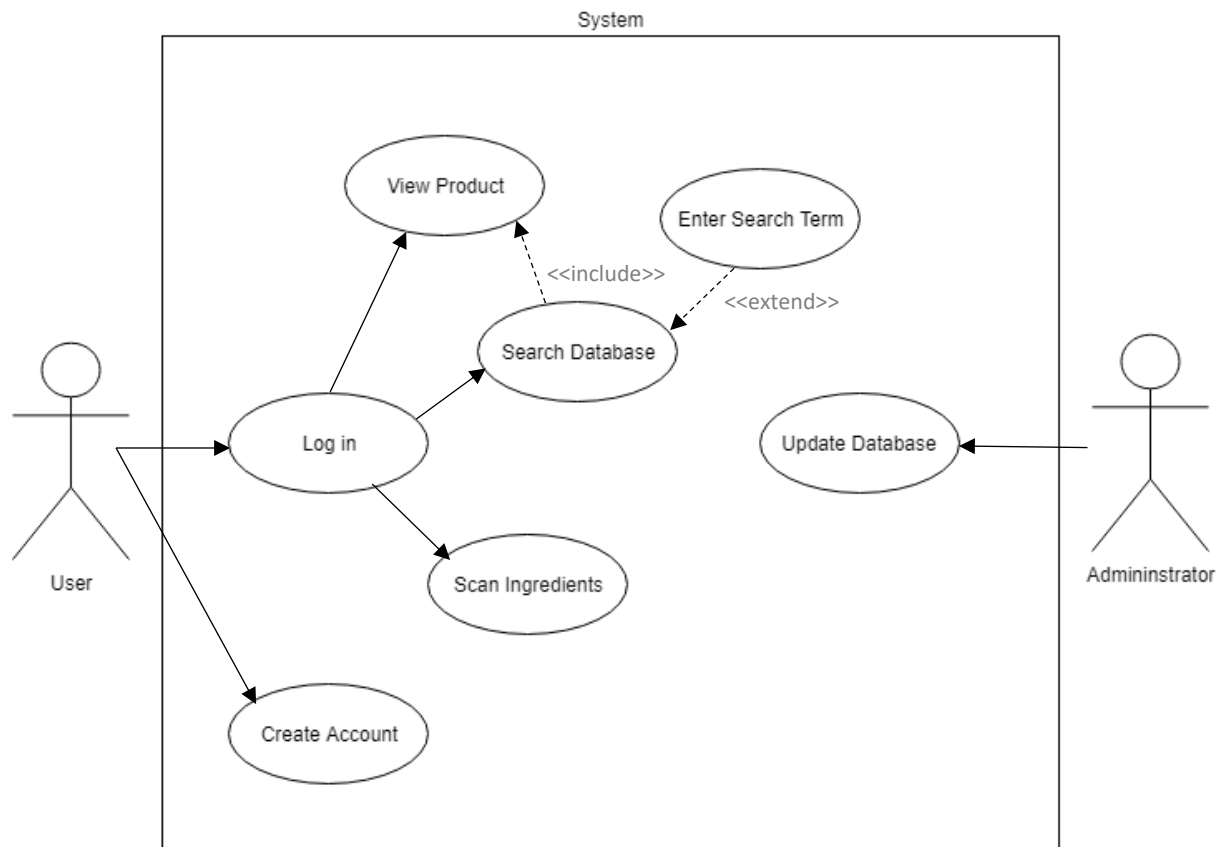 System
View Product
Enter Search Term
<<include>>
<<extend>>
Search Database
Log in
Update Database
User
Admininstrator
Scan Ingredients
Create Account